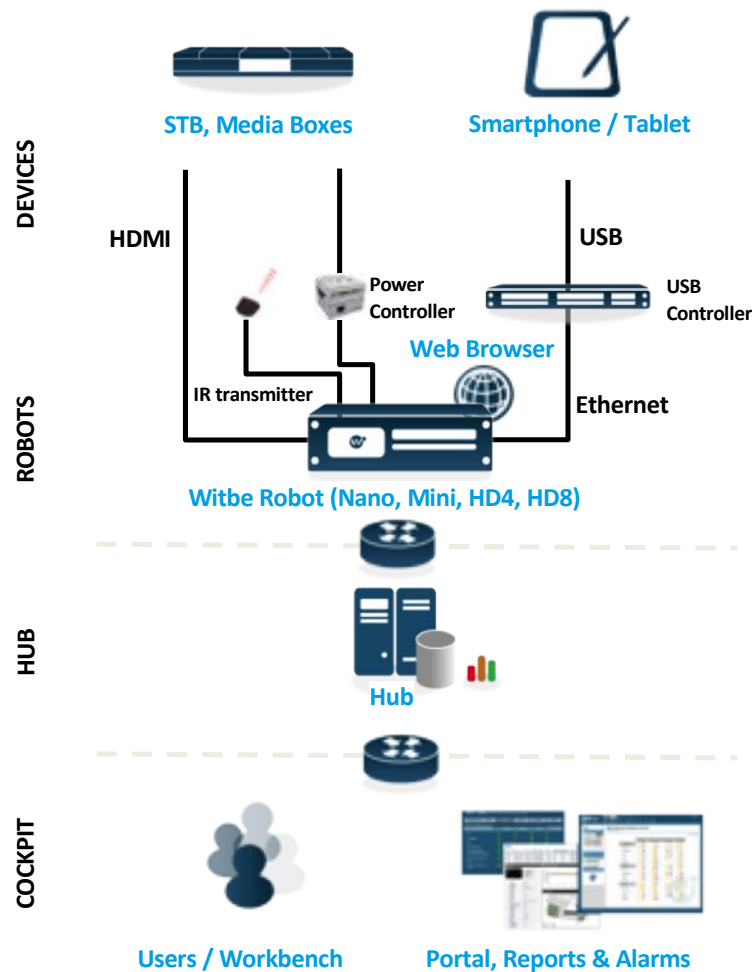 STB, Media Boxes
Smartphone / Tablet
DEVICES
HDMI
USB
Power
Controller
USB
Controller
Web Browser
IR transmitter
Ethernet
ROBOTS
Witbe Robot (Nano, Mini, HD4, HD8)
HUB
Hub
COCKPIT
Users / Workbench
Portal, Reports & Alarms